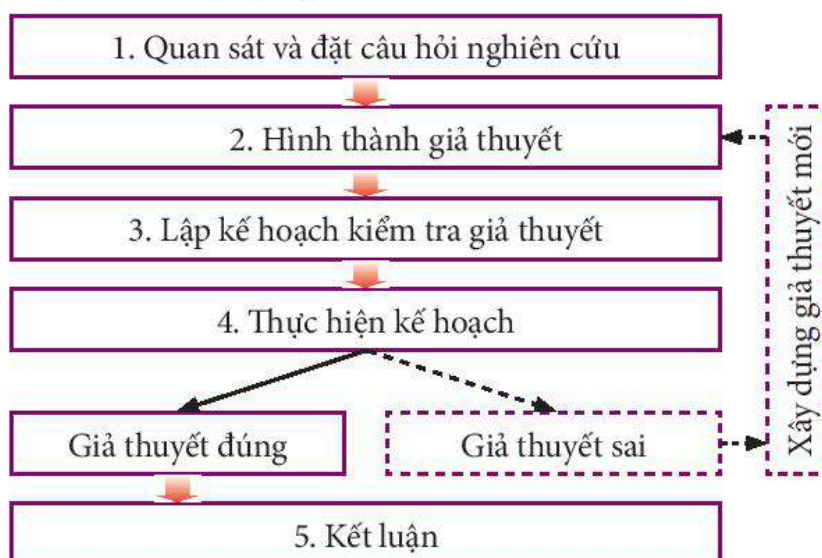 1. Quan sát và đặt câu hỏi nghiên cứu
2. Hình thành giả thuyết
3. Lập kế hoạch kiểm tra giả thuyết
4. Thực hiện kế hoạch
Giả thuyết đúng
Giả thuyết sai
Xây dựng giả thuyết mới
5. Kết luận